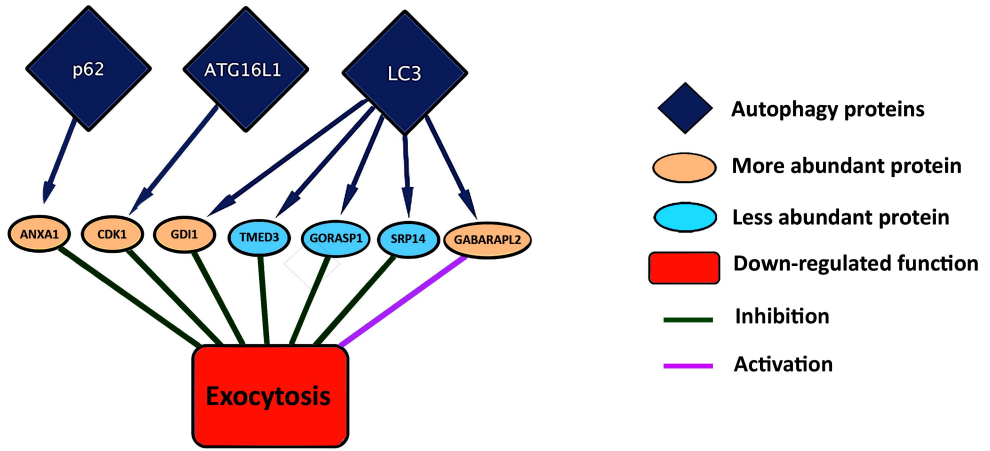 p62
ATG16L1
LC3
ANXA1
CDK1
GDI1
TMED3
GORASP1
SRP14
GABARAPL2
Exocytosis
Autophagy proteins
More abundant protein
Less abundant protein
Down-regulated function
Inhibition
Activation